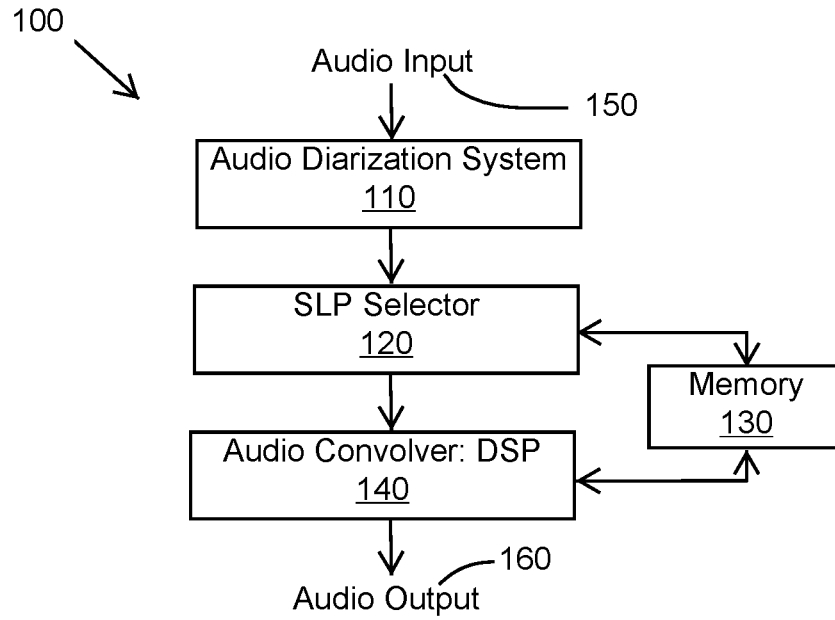 100
Audio Input
150
Audio Diarization System
110
SLP Selector
120
Memory
130
Audio Convolver: DSP
140
160
Audio Output